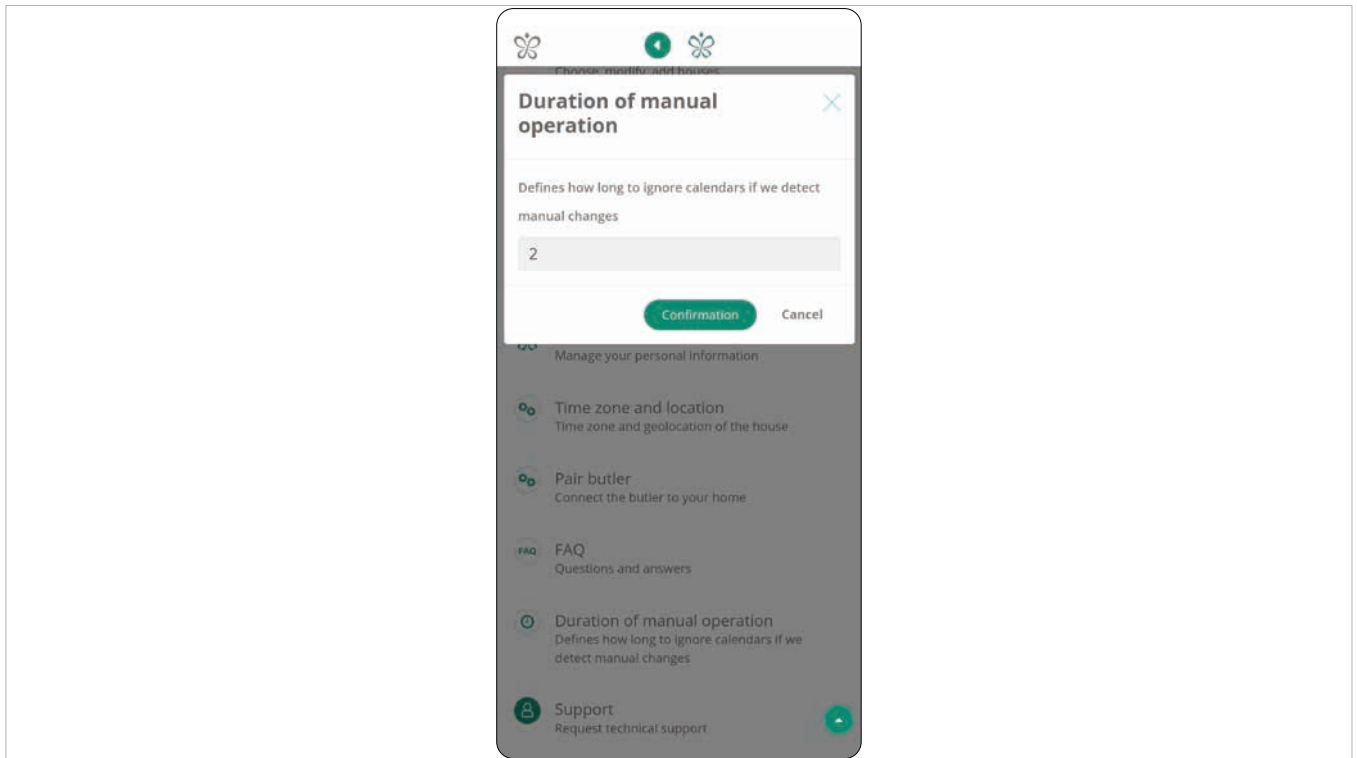 Choose, modify, add houses
Duration of manual
operation
Defines how long to ignore calendars if we detect
manual changes
2
Confirmation
Cancel
Manage your personal information
Time zone and location
Time zone and geolocation of the house
Pair butler
Connect the butler to your home
FAQ
FAQ
Questions and answers
Duration of manual operation
Defines how long to ignore calendars if we
detect manual changes
Support
Request technical support